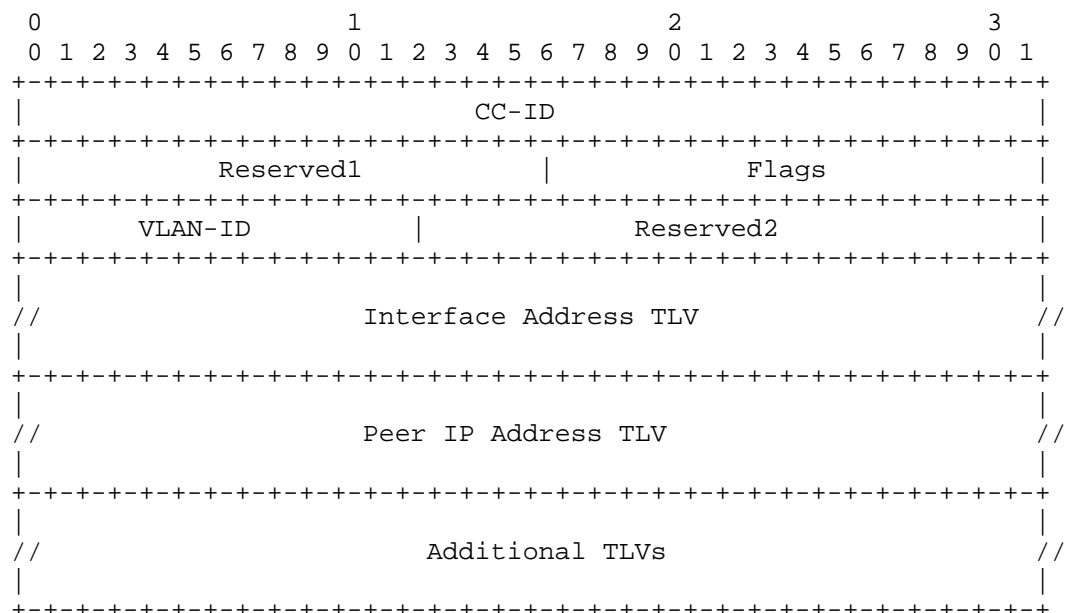 0                   1                   2                   3
 0 1 2 3 4 5 6 7 8 9 0 1 2 3 4 5 6 7 8 9 0 1 2 3 4 5 6 7 8 9 0 1
+-+-+-+-+-+-+-+-+-+-+-+-+-+-+-+-+-+-+-+-+-+-+-+-+-+-+-+-+-+-+-+-+
|                            CC-ID                              |
+-+-+-+-+-+-+-+-+-+-+-+-+-+-+-+-+-+-+-+-+-+-+-+-+-+-+-+-+-+-+-+-+
|            Reserved1           |            Flags             |
+-+-+-+-+-+-+-+-+-+-+-+-+-+-+-+-+-+-+-+-+-+-+-+-+-+-+-+-+-+-+-+-+
|       VLAN-ID          |             Reserved2                |
+-+-+-+-+-+-+-+-+-+-+-+-+-+-+-+-+-+-+-+-+-+-+-+-+-+-+-+-+-+-+-+-+
|                                                               |
//                    Interface Address TLV                     //
|                                                               |
+-+-+-+-+-+-+-+-+-+-+-+-+-+-+-+-+-+-+-+-+-+-+-+-+-+-+-+-+-+-+-+-+
|                                                               |
//                    Peer IP Address TLV                       //
|                                                               |
+-+-+-+-+-+-+-+-+-+-+-+-+-+-+-+-+-+-+-+-+-+-+-+-+-+-+-+-+-+-+-+-+
|                                                               |
//                        Additional TLVs                       //
|                                                               |
+-+-+-+-+-+-+-+-+-+-+-+-+-+-+-+-+-+-+-+-+-+-+-+-+-+-+-+-+-+-+-+-+